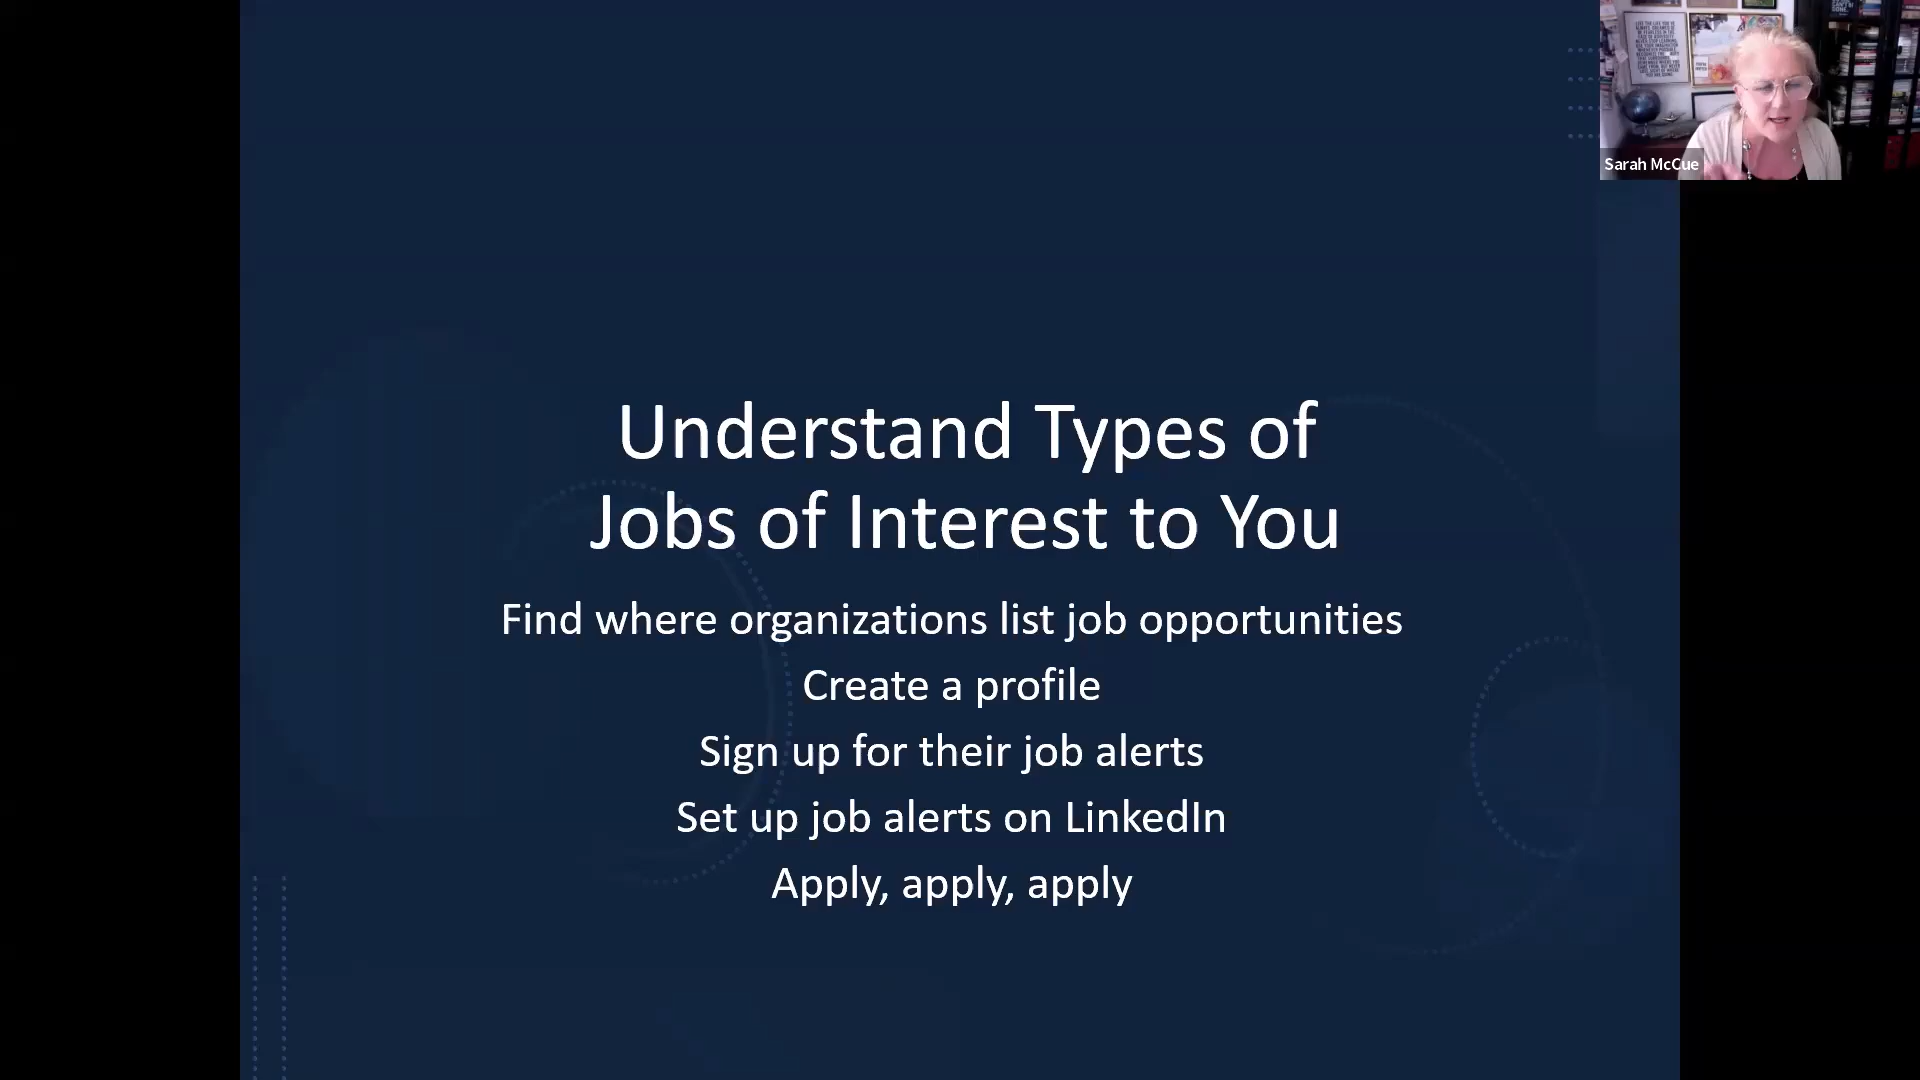 Understand Types of
Jobs of Interest to You
Find where organizations list job opportunities
Create a profile
Sign up for their job alerts
Set up job alerts on LinkedIn
Apply, apply, apply
Sarah McCue